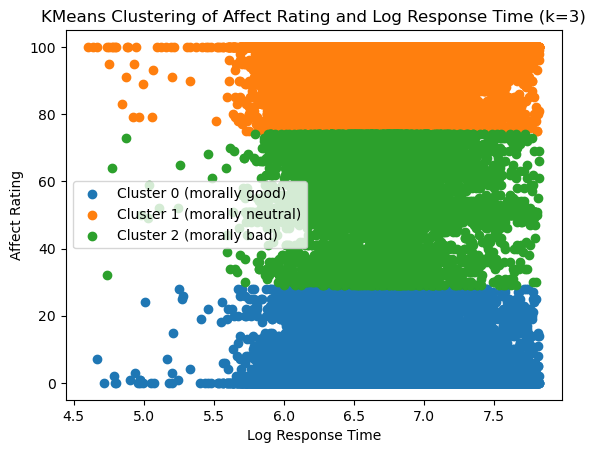 KMeans Clustering of Affect Rating and Log Response Time (k=3)
100
80
60
40
20
0
Affect Rating
Cluster 0 (morally good)
Cluster 1 (morally neutral)
Cluster 2 (morally bad)
4.5 5.0 5.5 6.0 6.5 7.0 7.5
Log Response Time